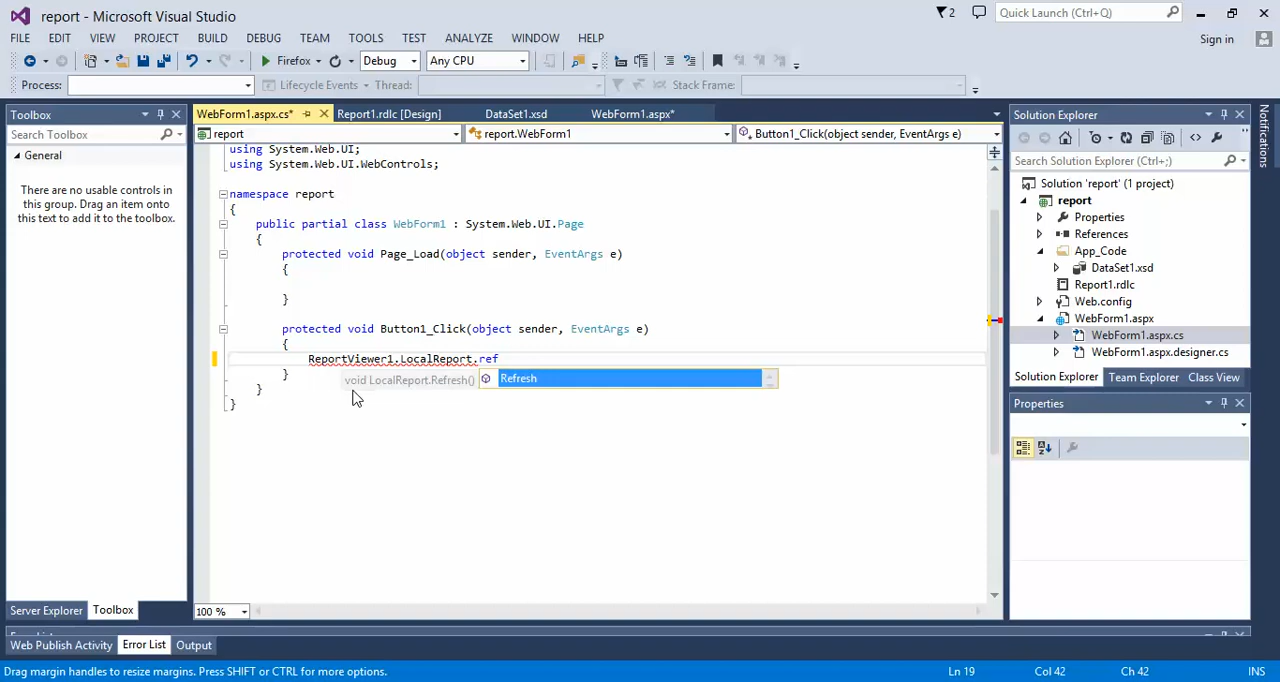 report - Microsoft Visual Studio
2
Quick Launch (Ctrl+Q)
FILE EDIT VIEW PROJECT BUILD DEBUG TEAM TOOLS TEST ANALYZE WINDOW HELP
Sign in
Firefox Debug Any CPU
Process: Lifecycle Events Thread: Stack Frame:
Toolbox
Search Toolbox
General
There are no usable controls in
this group. Drag an item onto
this text to add it to the toolbox.
Server Explorer Toolbox
WebForm1.aspx.cs* Report1.rdlc [Design] DataSet1.xsd WebForm1.aspx*
report report.WebForm1 Button1_Click(object sender, EventArgs e)
using System.Web.UI;
using System.Web.UI.WebControls;
namespace report
{
public partial class WebForm1 : System.Web.UI.Page
{
protected void Page_Load(object sender, EventArgs e)
{
}
protected void Button1_Click(object sender, EventArgs e)
{
ReportViewer1.LocalReport.ref
void LocalReport.Refresh() Refresh
}
}
}
100 %
Solution Explorer
Search Solution Explorer (Ctrl+;)
Solution 'report' (1 project)
report
Properties
References
App_Code
DataSet1.xsd
Report1.rdlc
Web.config
WebForm1.aspx
WebForm1.aspx.cs
WebForm1.aspx.designer.cs
Solution Explorer Team Explorer Class View
Properties
Notifications
Web Publish Activity Error List Output
Drag margin handles to resize margins. Press SHIFT or CTRL for more options. Ln 19 Col 42 Ch 42 INS